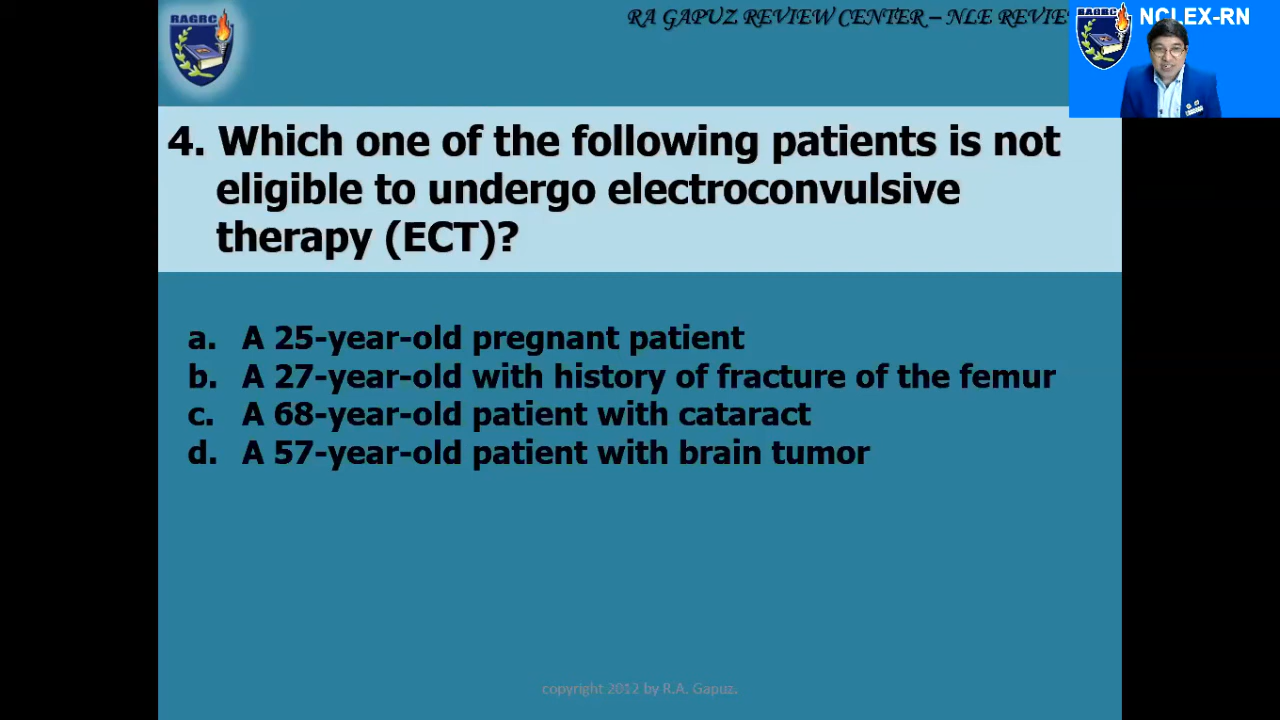 RAGRC
RA GAPUZ REVIEW CENTER – NLE REVIE
RAGRC
NCLEX-RN
4. Which one of the following patients is not
eligible to undergo electroconvulsive
therapy (ECT)?
a. A 25-year-old pregnant patient
b. A 27-year-old with history of fracture of the femur
c. A 68-year-old patient with cataract
d. A 57-year-old patient with brain tumor
copyright 2012 by R.A. Gapuz.